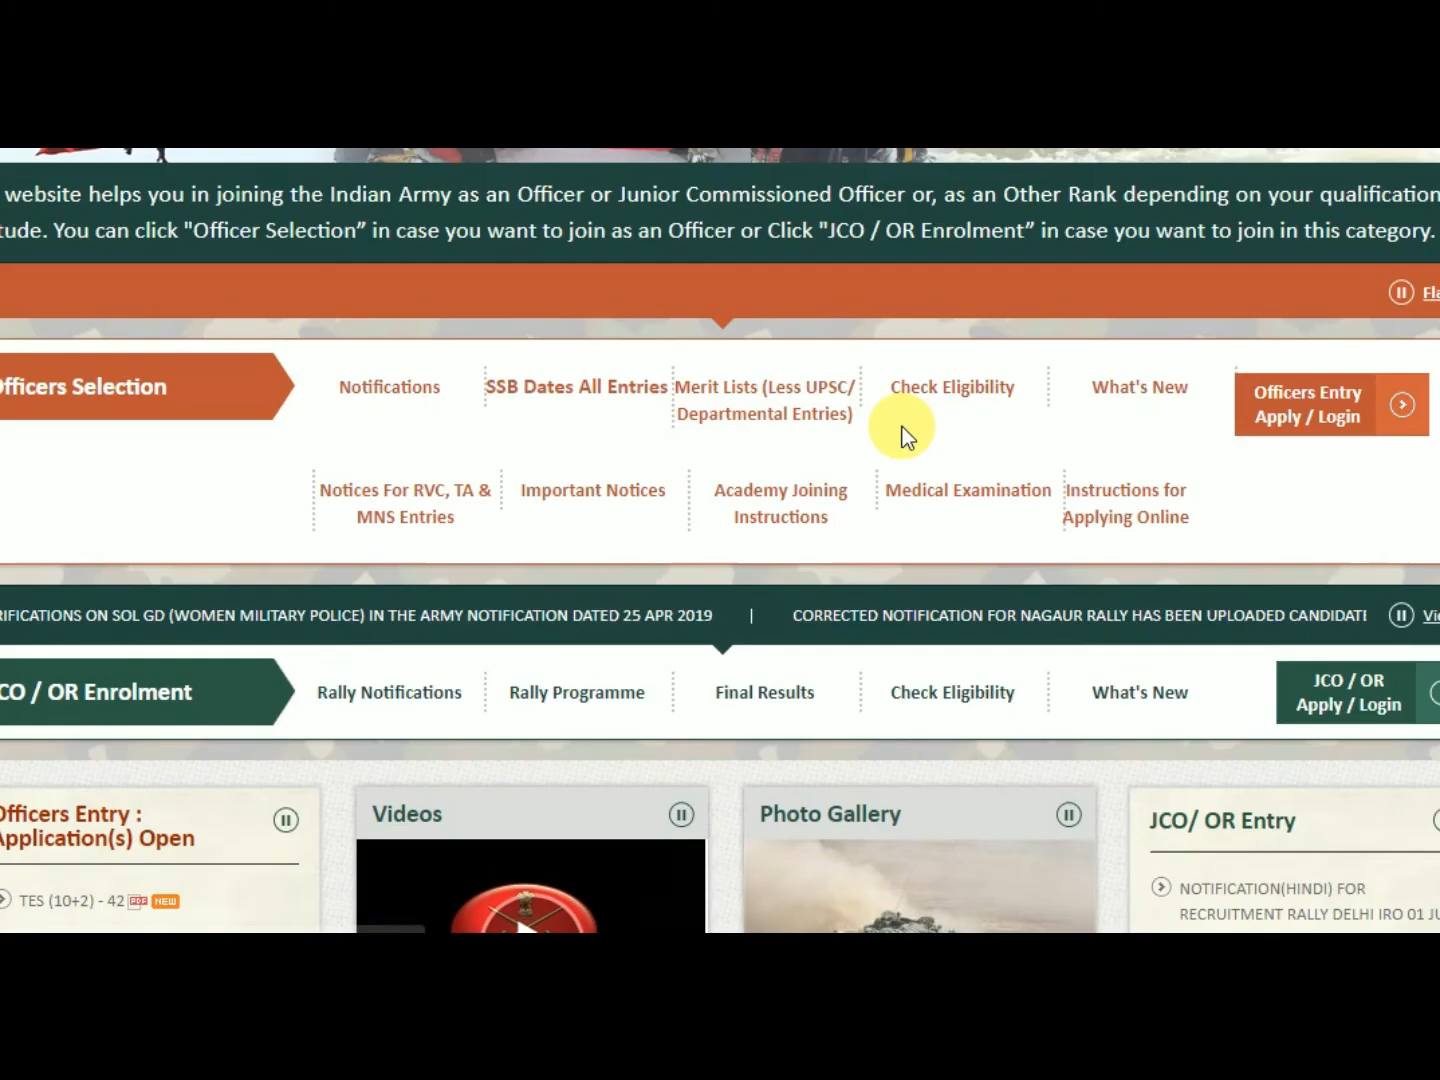 website helps you in joining the Indian Army as an Officer or Junior Commissioned Officer or, as an Other Rank depending on your qualification
You can click "Officer Selection” in case you want to join as an Officer or Click "JCO / OR Enrolment” in case you want to join in this category.
Officers Selection
Notifications
SSB Dates All Entries
Merit Lists (Less UPSC/
Departmental Entries)
Check Eligibility
What's New
Officers Entry
Apply / Login
Notices For RVC, TA &
MNS Entries
Important Notices
Academy Joining
Instructions
Medical Examination
Instructions for
Applying Online
ON SOL GD (WOMEN MILITARY POLICE) IN THE ARMY NOTIFICATION DATED 25 APR 2019 | CORRECTED NOTIFICATION FOR NAGAUR RALLY HAS BEEN UPLOADED
/ OR Enrolment
Rally Notifications
Rally Programme
Final Results
Check Eligibility
What's New
JCO / OR
Apply / Login
Officers Entry :
Application(s) Open
TES (10+2) - 42 PDF NEW
Videos
Photo Gallery
JCO/ OR Entry
NOTIFICATION(HINDI) FOR
RECRUITMENT RALLY DELHI IRO 01